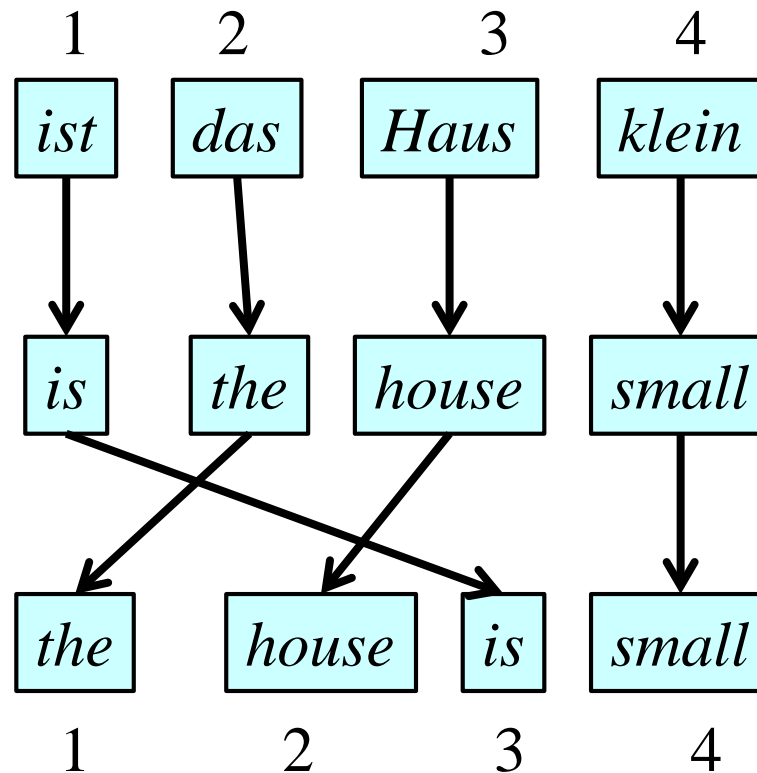 1 2 3 4
ist das Haus klein
is the house small
the house is small
1 2 3 4